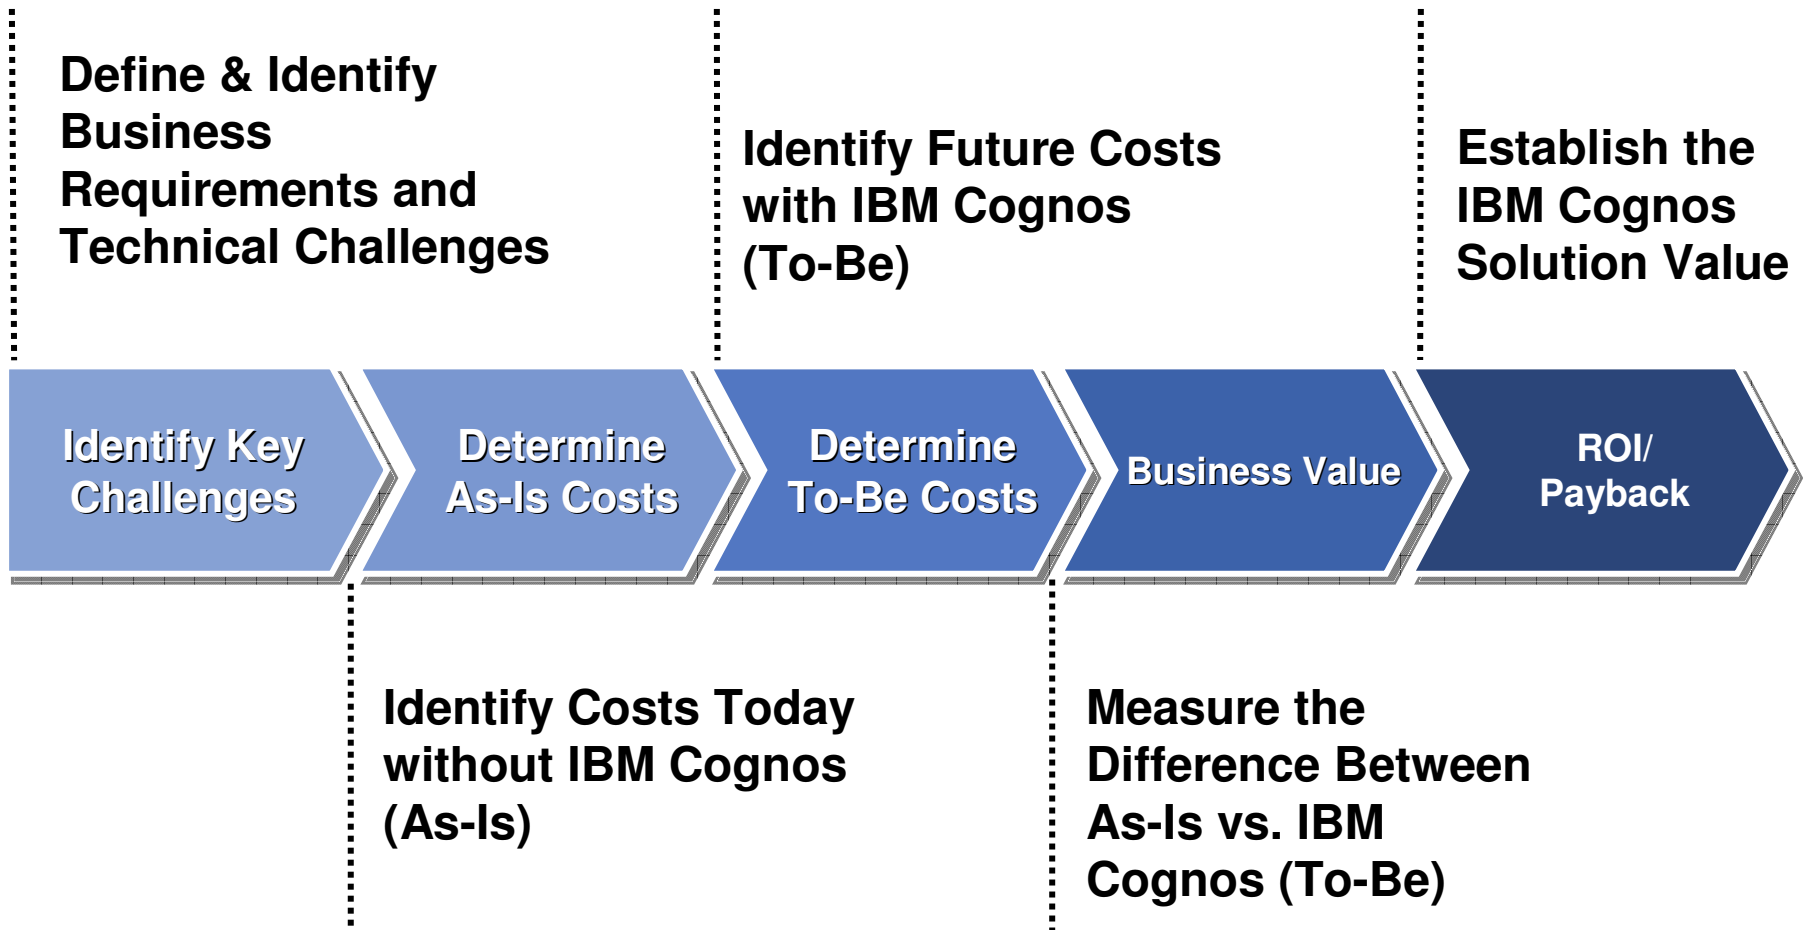 Define & Identify
Business
Requirements and
Technical Challenges
Identify Future Costs
with IBM Cognos
(To-Be)
Establish the
IBM Cognos
Solution Value
Identify Key
Challenges
Determine
As-Is Costs
Determine
To-Be Costs
Business Value
ROI/
Payback
Identify Costs Today
without IBM Cognos
(As-Is)
Measure the
Difference Between
As-Is vs. IBM
Cognos (To-Be)